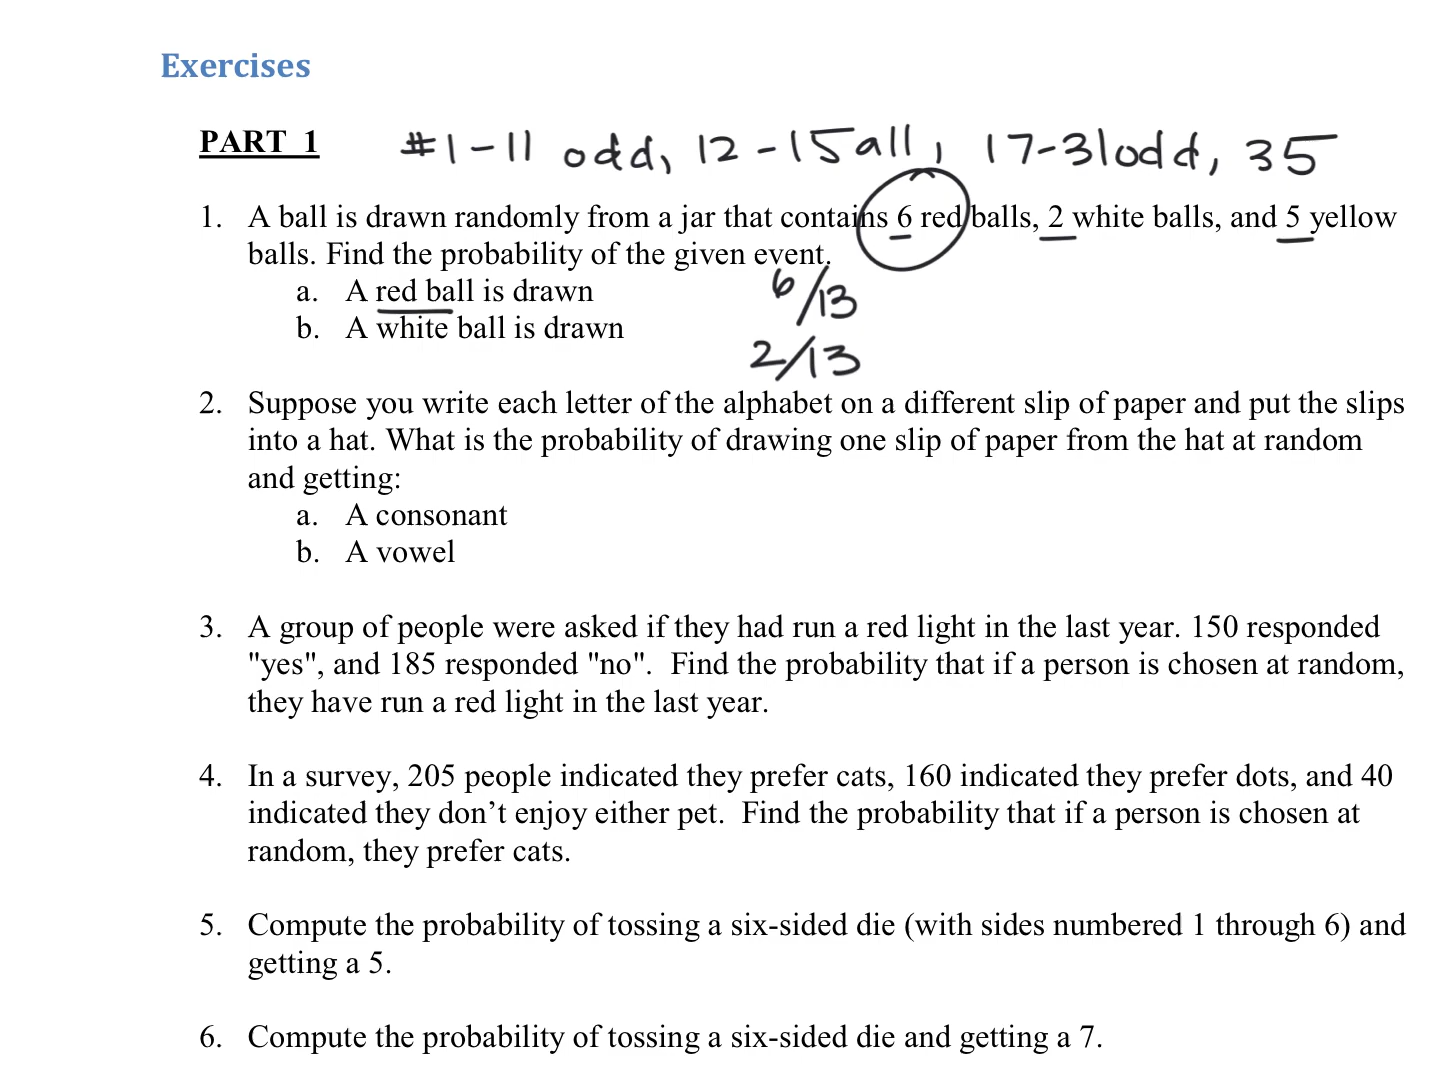 Exercises
PART 1 #1-11 odd, 12-15 all, 17-31 odd, 35
1. A ball is drawn randomly from a jar that contains 6 red balls, 2 white balls, and 5 yellow
balls. Find the probability of the given event.
a. A red ball is drawn 6/13
b. A white ball is drawn
2/13
2. Suppose you write each letter of the alphabet on a different slip of paper and put the slips
into a hat. What is the probability of drawing one slip of paper from the hat at random
and getting:
a. A consonant
b. A vowel
3. A group of people were asked if they had run a red light in the last year. 150 responded
"yes", and 185 responded "no". Find the probability that if a person is chosen at random,
they have run a red light in the last year.
4. In a survey, 205 people indicated they prefer cats, 160 indicated they prefer dots, and 40
indicated they don’t enjoy either pet. Find the probability that if a person is chosen at
random, they prefer cats.
5. Compute the probability of tossing a six-sided die (with sides numbered 1 through 6) and
getting a 5.
6. Compute the probability of tossing a six-sided die and getting a 7.